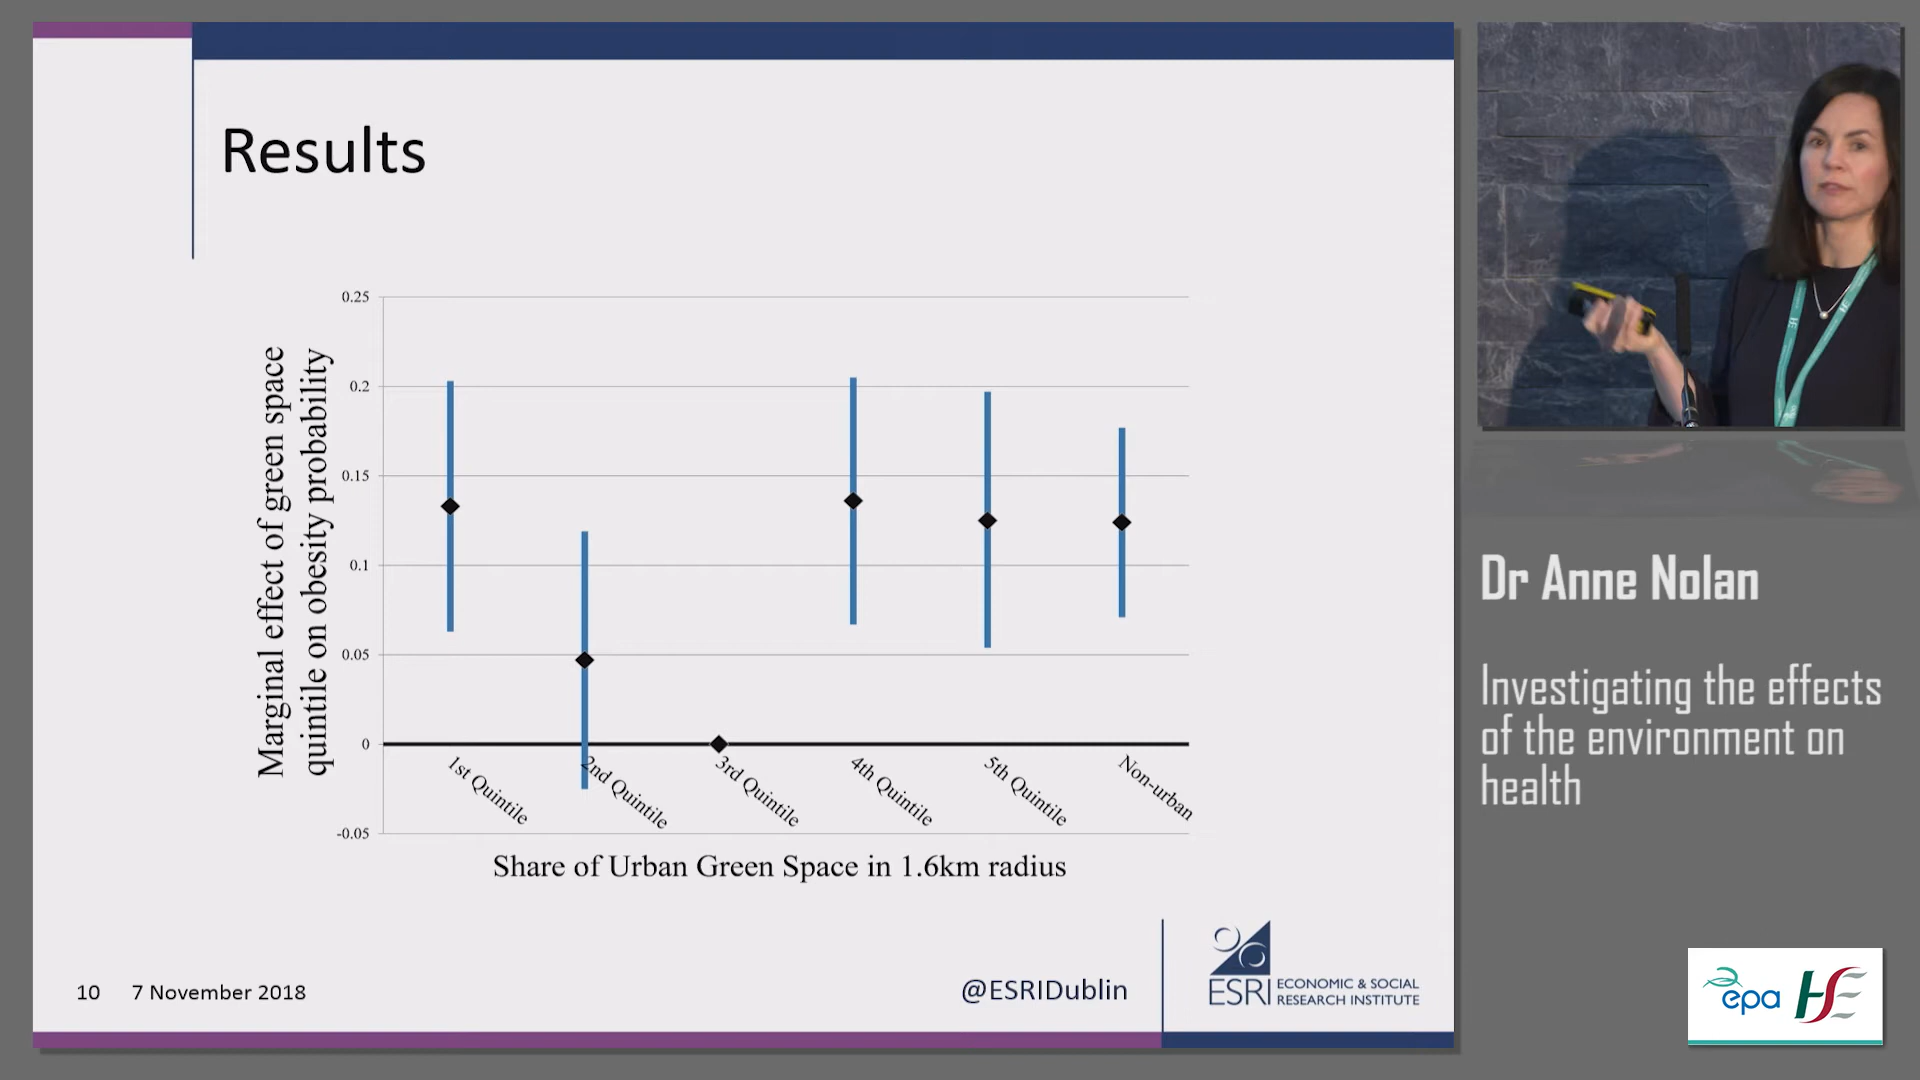 Results
Marginal effect of green space
quintile on obesity probability
0.25
0.2
0.15
0.1
0.05
0
-0.05
1st Quintile
2nd Quintile
3rd Quintile
4th Quintile
5th Quintile
Non-urban
Share of Urban Green Space in 1.6km radius
10 7 November 2018
@ESRIDublin
ESRI
ECONOMIC & SOCIAL
RESEARCH INSTITUTE
Dr Anne Nolan
Investigating the effects
of the environment on
health
epa
HSE